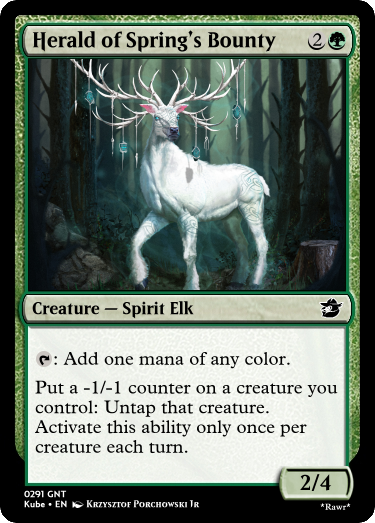 Herald of Spring's Bounty 2
Creature — Spirit Elk
: Add one mana of any color.
Put a -1/-1 counter on a creature you
control: Untap that creature.
Activate this ability only once per
creature each turn.
2/4
0291 GNT
Kube • EN Krzysztof Porchowski Jr
*Rawr*